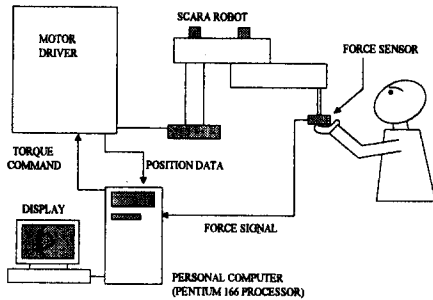 SCARA ROBOT
MOTOR
DRIVER
FORCE SENSOR
TORQUE
COMMAND
POSITION DATA
DISPLAY
FORCE SIGNAL
PERSONAL COMPUTER
(PENTIUM 166 PROCESSOR)